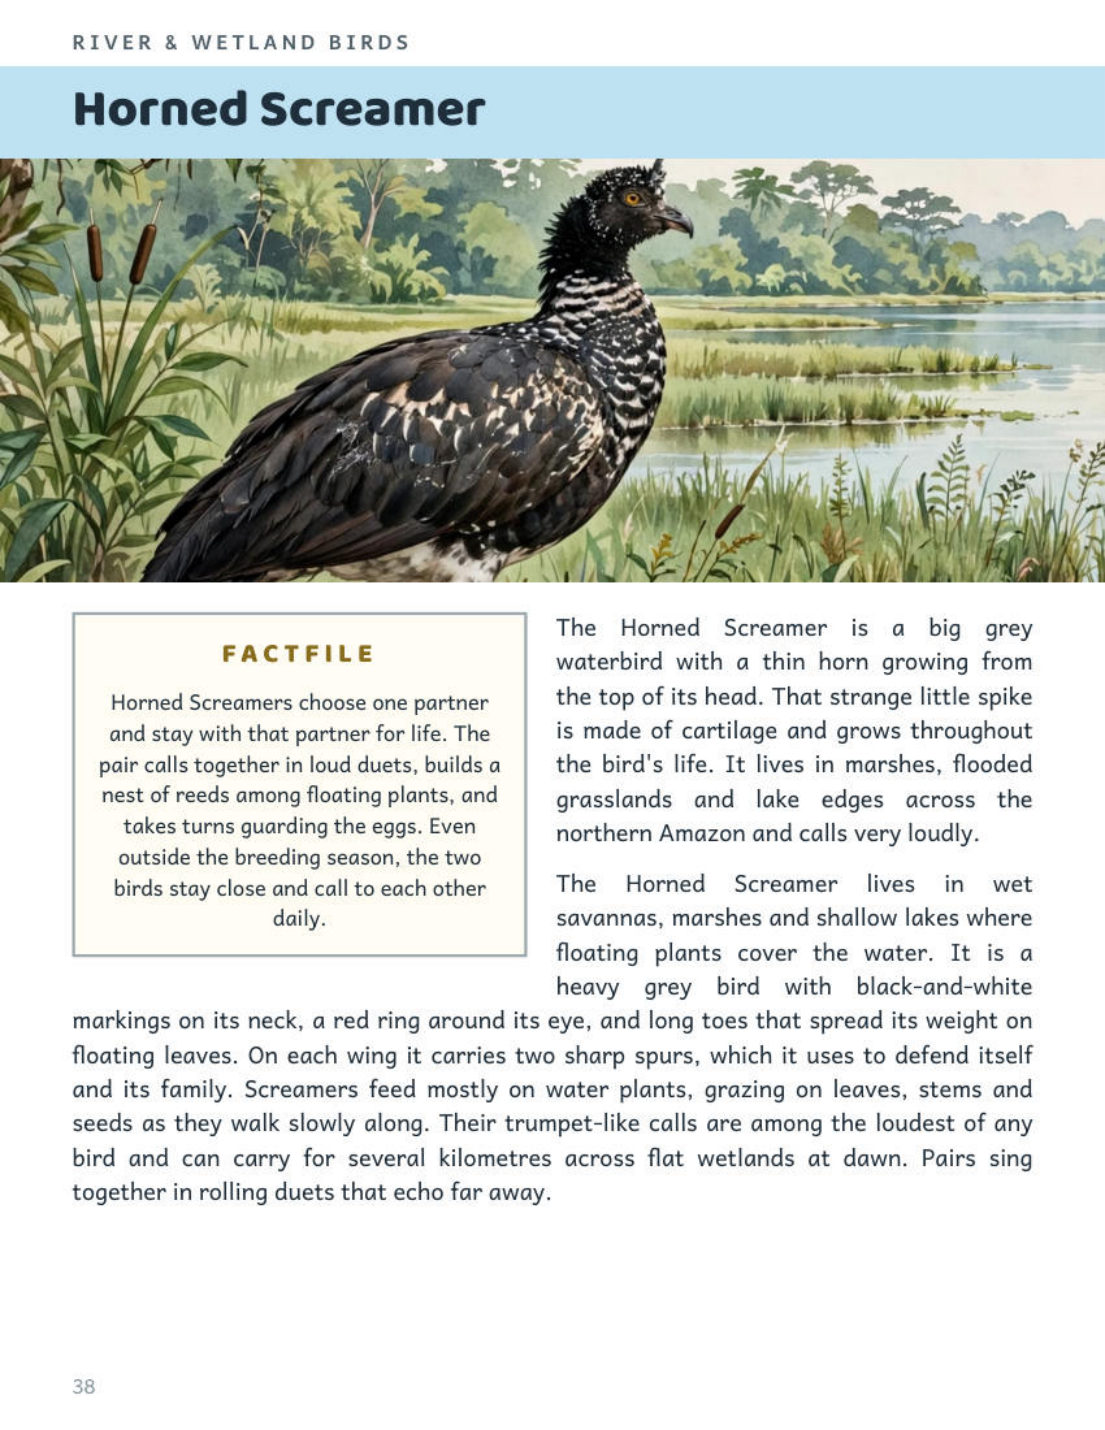 RIVER & WETLAND BIRDS
Horned Screamer
FACTFILE
Horned Screamers choose one partner
and stay with that partner for life. The
pair calls together in loud duets, builds a
nest of reeds among floating plants, and
takes turns guarding the eggs. Even
outside the breeding season, the two
birds stay close and call to each other
daily.
The Horned Screamer is a big grey
waterbird with a thin horn growing from
the top of its head. That strange little spike
is made of cartilage and grows throughout
the bird's life. It lives in marshes, flooded
grasslands and lake edges across the
northern Amazon and calls very loudly.
The Horned Screamer lives in wet
savannas, marshes and shallow lakes where
floating plants cover the water. It is a
heavy grey bird with black-and-white
markings on its neck, a red ring around its eye, and long toes that spread its weight on
floating leaves. On each wing it carries two sharp spurs, which it uses to defend itself
and its family. Screamers feed mostly on water plants, grazing on leaves, stems and
seeds as they walk slowly along. Their trumpet-like calls are among the loudest of any
bird and can carry for several kilometres across flat wetlands at dawn. Pairs sing
together in rolling duets that echo far away.
38